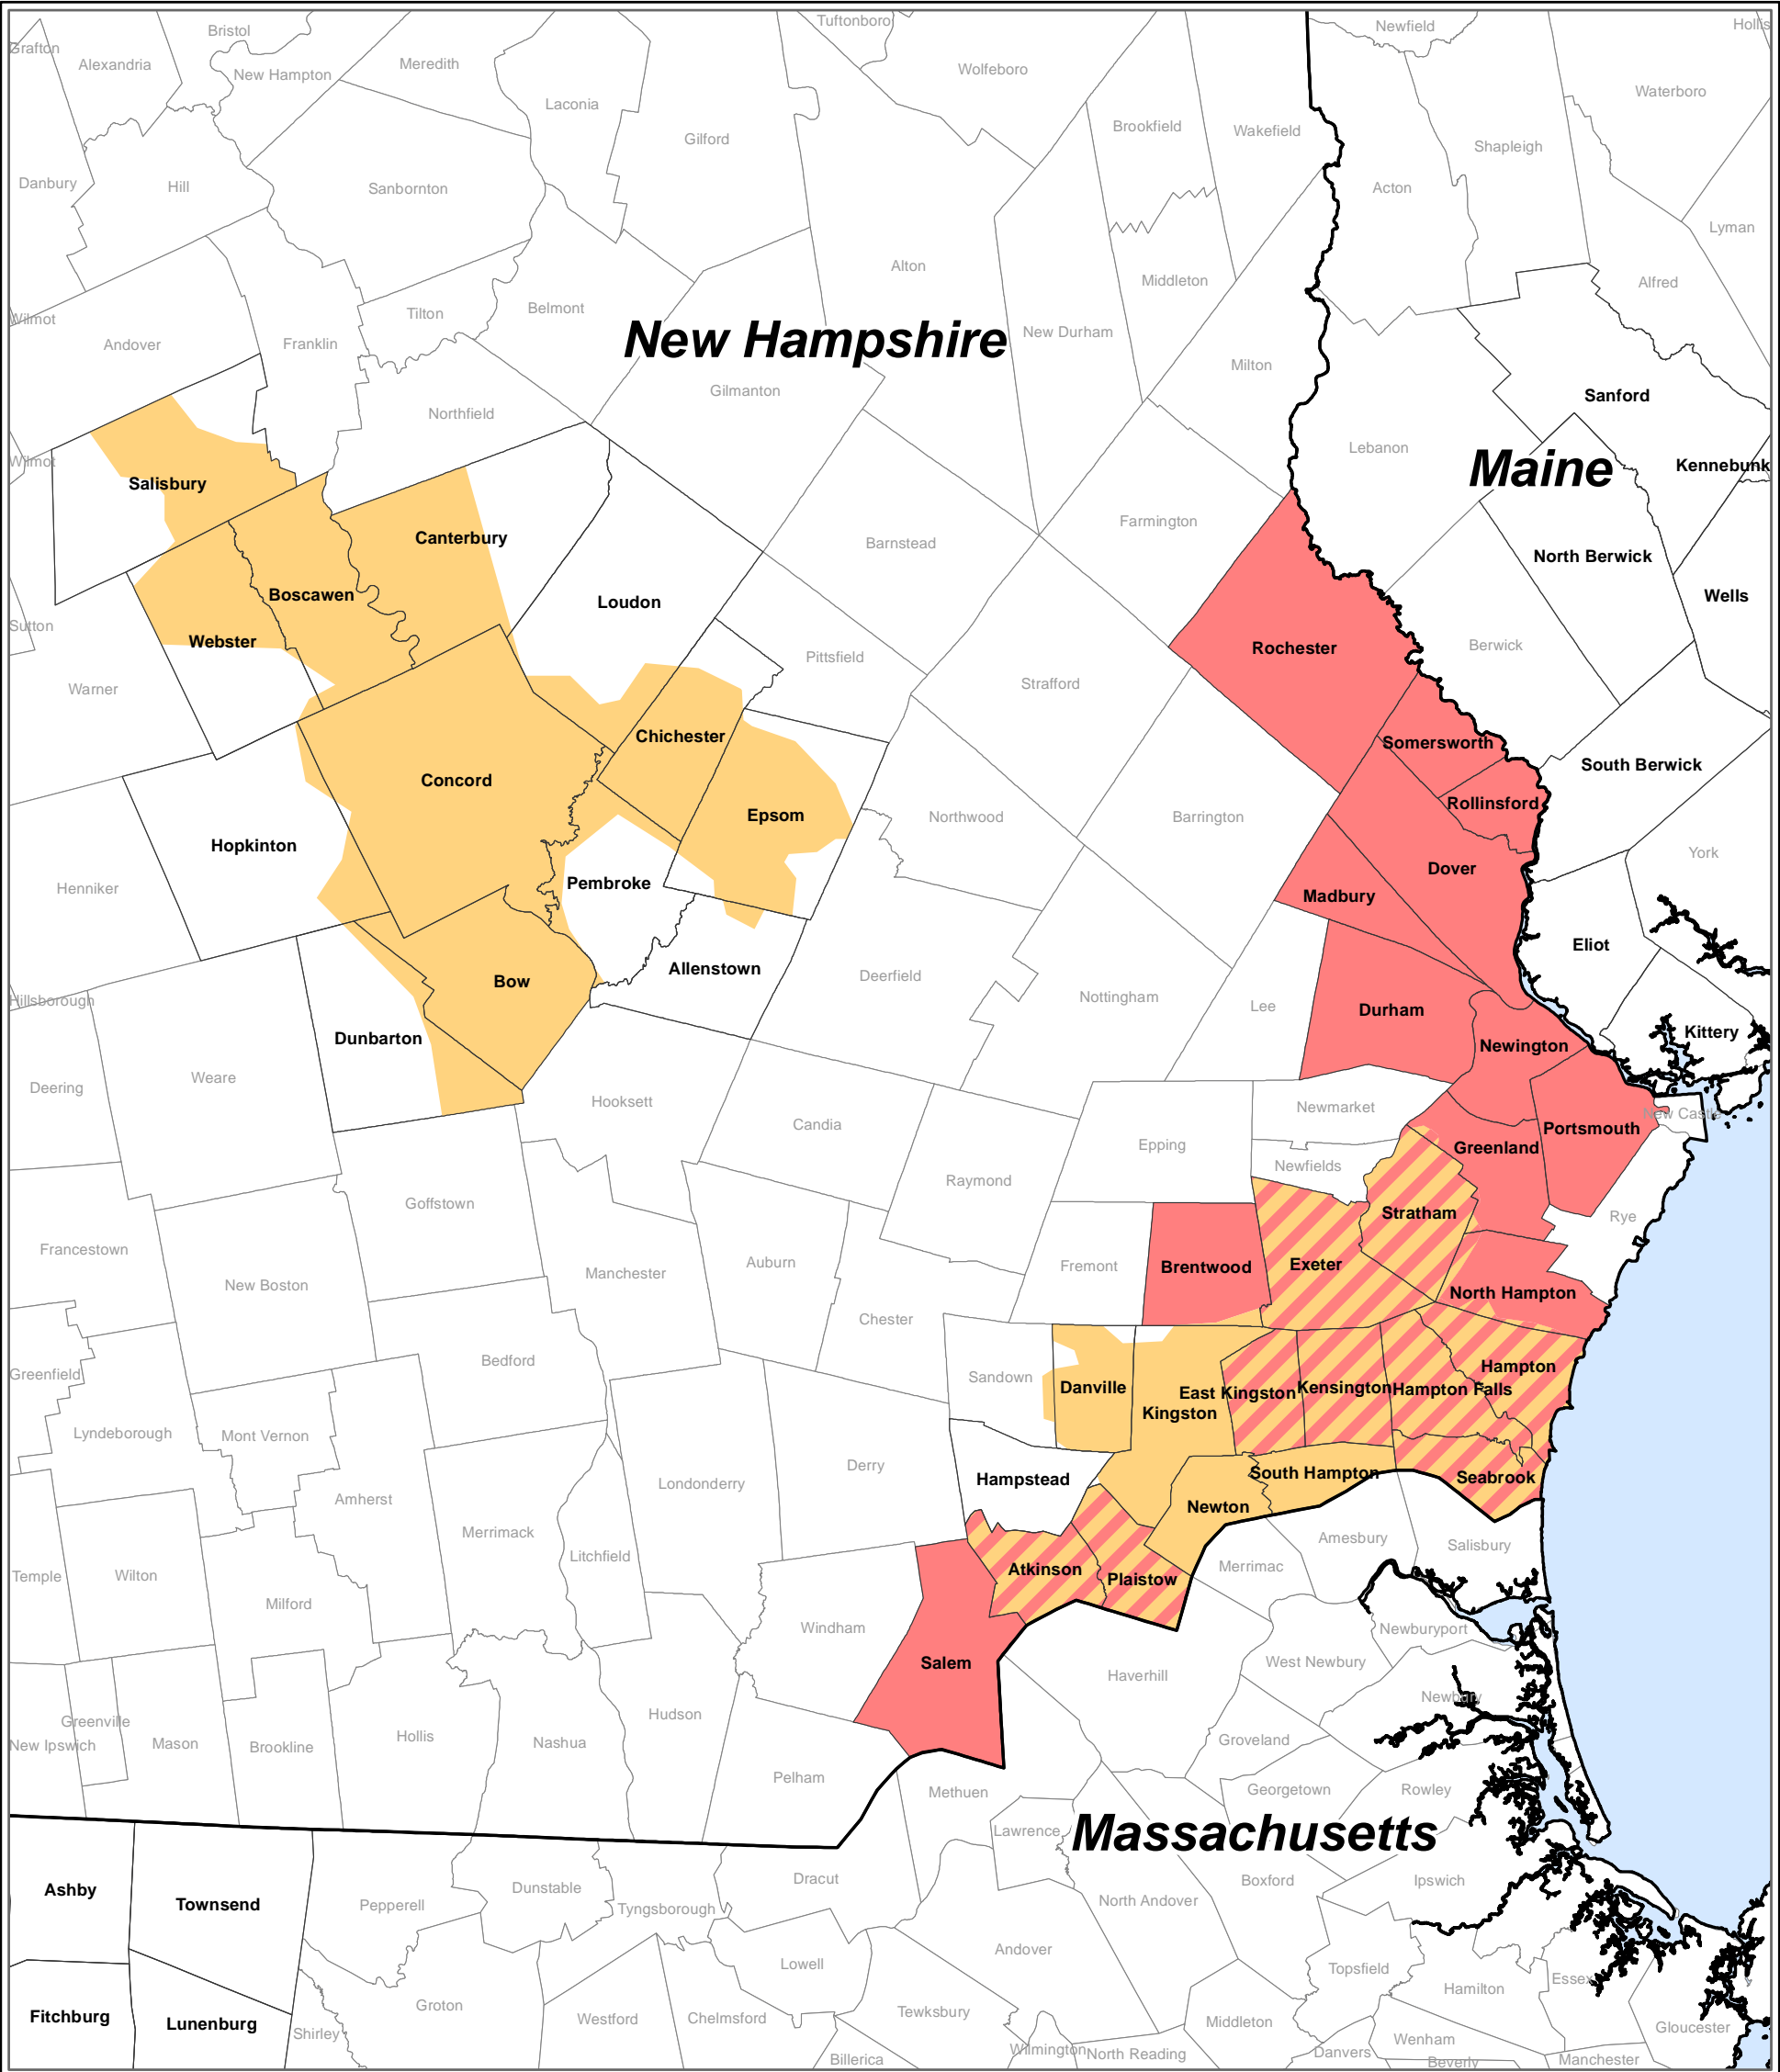 Grafton
Alexandria
Bristol
New Hampton
Meredith
Laconia
Gilford
Tuftonboro
Wolfeboro
Brookfield
Wakefield
Newfield
Hollis
Waterboro
Shapleigh
Acton
Lyman
Danbury
Hill
Sanbornton
Alton
Middleton
Alfred
Wilmot
Andover
Franklin
Tilton
Belmont
New Hampshire
New Durham
Milton
Gilmanton
Northfield
Sanford
Lebanon
Maine
Kennebunk
Wilmot
Salisbury
Canterbury
Barnstead
Farmington
North Berwick
Boscawen
Loudon
Wells
Sutton
Webster
Rochester
Berwick
Pittsfield
Strafford
Warner
Chichester
Somersworth
South Berwick
Concord
Epsom
Northwood
Barrington
Rollinsford
Hopkinton
York
Dover
Henniker
Pembroke
Madbury
Eliot
Bow
Allenstown
Deerfield
Nottingham
Lee
Durham
Hillsborough
Kittery
Dunbarton
Newington
Deering
Weare
Hooksett
Candia
Newmarket
New Castle
Portsmouth
Epping
Greenland
Newfields
Raymond
Goffstown
Stratham
Rye
Francestown
New Boston
Manchester
Auburn
Fremont
Brentwood
Exeter
North Hampton
Chester
Greenfield
Bedford
Sandown
Danville
East Kingston
Kingston
Kensington
Hampton Falls
Hampton
Lyndeborough
Mont Vernon
Derry
Hampstead
South Hampton
Seabrook
Londonderry
Amherst
Newton
Merrimack
Litchfield
Amesbury
Salisbury
Merrimac
Temple
Wilton
Milford
Atkinson
Plaistow
Windham
Newburyport
Salem
Haverhill
West Newbury
Newbury
Hudson
Greenville
New Ipswich
Mason
Brookline
Hollis
Nashua
Groveland
Pelham
Methuen
Georgetown
Rowley
Lawrence
Massachusetts
Ashby
Townsend
Pepperell
Dunstable
Tyngsborough
Dracut
North Andover
Boxford
Ipswich
Andover
Lowell
Topsfield
Essex
Hamilton
Fitchburg
Lunenburg
Shirley
Groton
Westford
Chelmsford
Tewksbury
Middleton
Wenham
Gloucester
Billerica
Wilmington
North Reading
Danvers
Beverly
Manchester